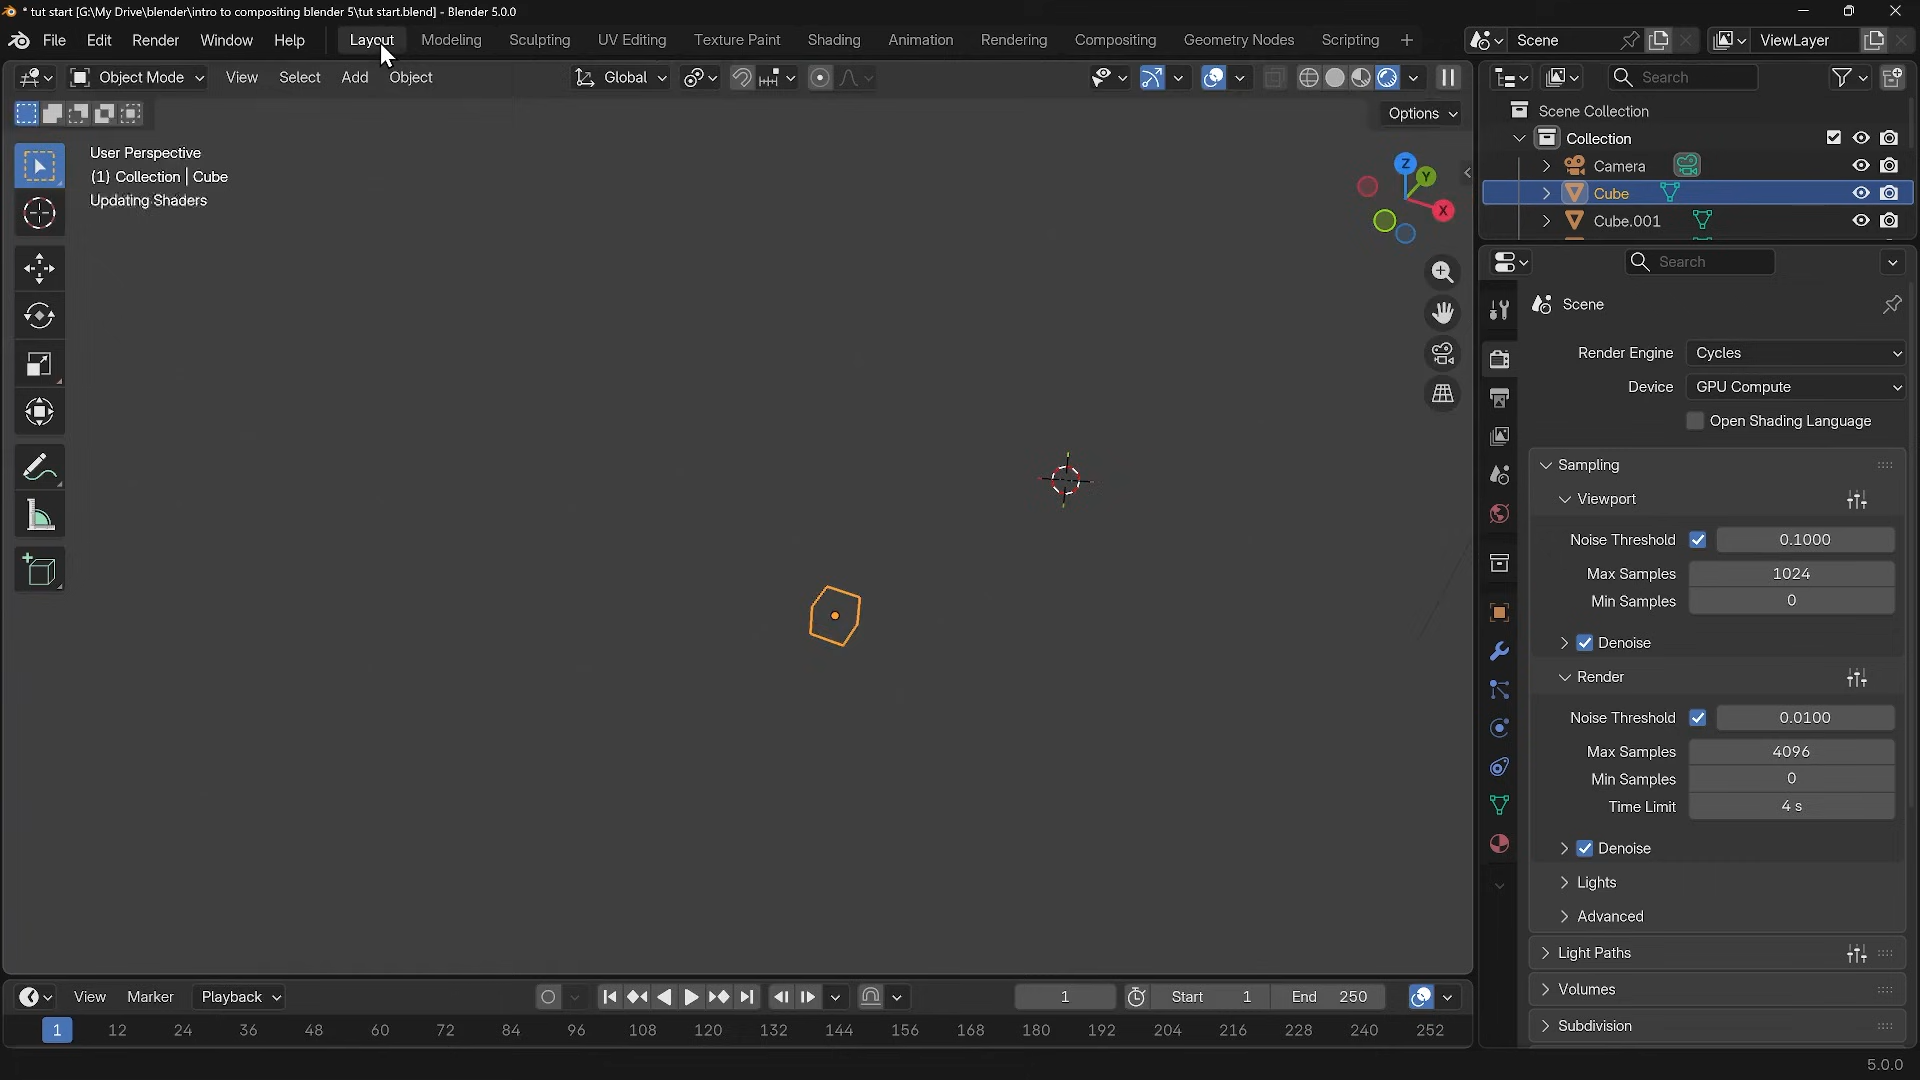 * tut start [G:\My Drive\blender\intro to compositing blender 5\tut start.blend] - Blender 5.0.0
File Edit Render Window Help Layout Modeling Sculpting UV Editing Texture Paint Shading Animation Rendering Compositing Geometry Nodes Scripting + Scene ViewLayer
Object Mode View Select Add Object Global Search
Options
Scene Collection
Collection
User Perspective
(1) Collection | Cube
Updating Shaders
Z
Y
X
Camera
Cube
Cube.001
Search
Scene
Render Engine Cycles
Device GPU Compute
Open Shading Language
Sampling
Viewport
Noise Threshold 0.1000
Max Samples 1024
Min Samples 0
Denoise
Render
Noise Threshold 0.0100
Max Samples 4096
Min Samples 0
Time Limit 4 s
Denoise
Lights
Advanced
Light Paths
Volumes
Subdivision
View Marker Playback 1 Start 1 End 250
1 12 24 36 48 60 72 84 96 108 120 132 144 156 168 180 192 204 216 228 240 252
5.0.0